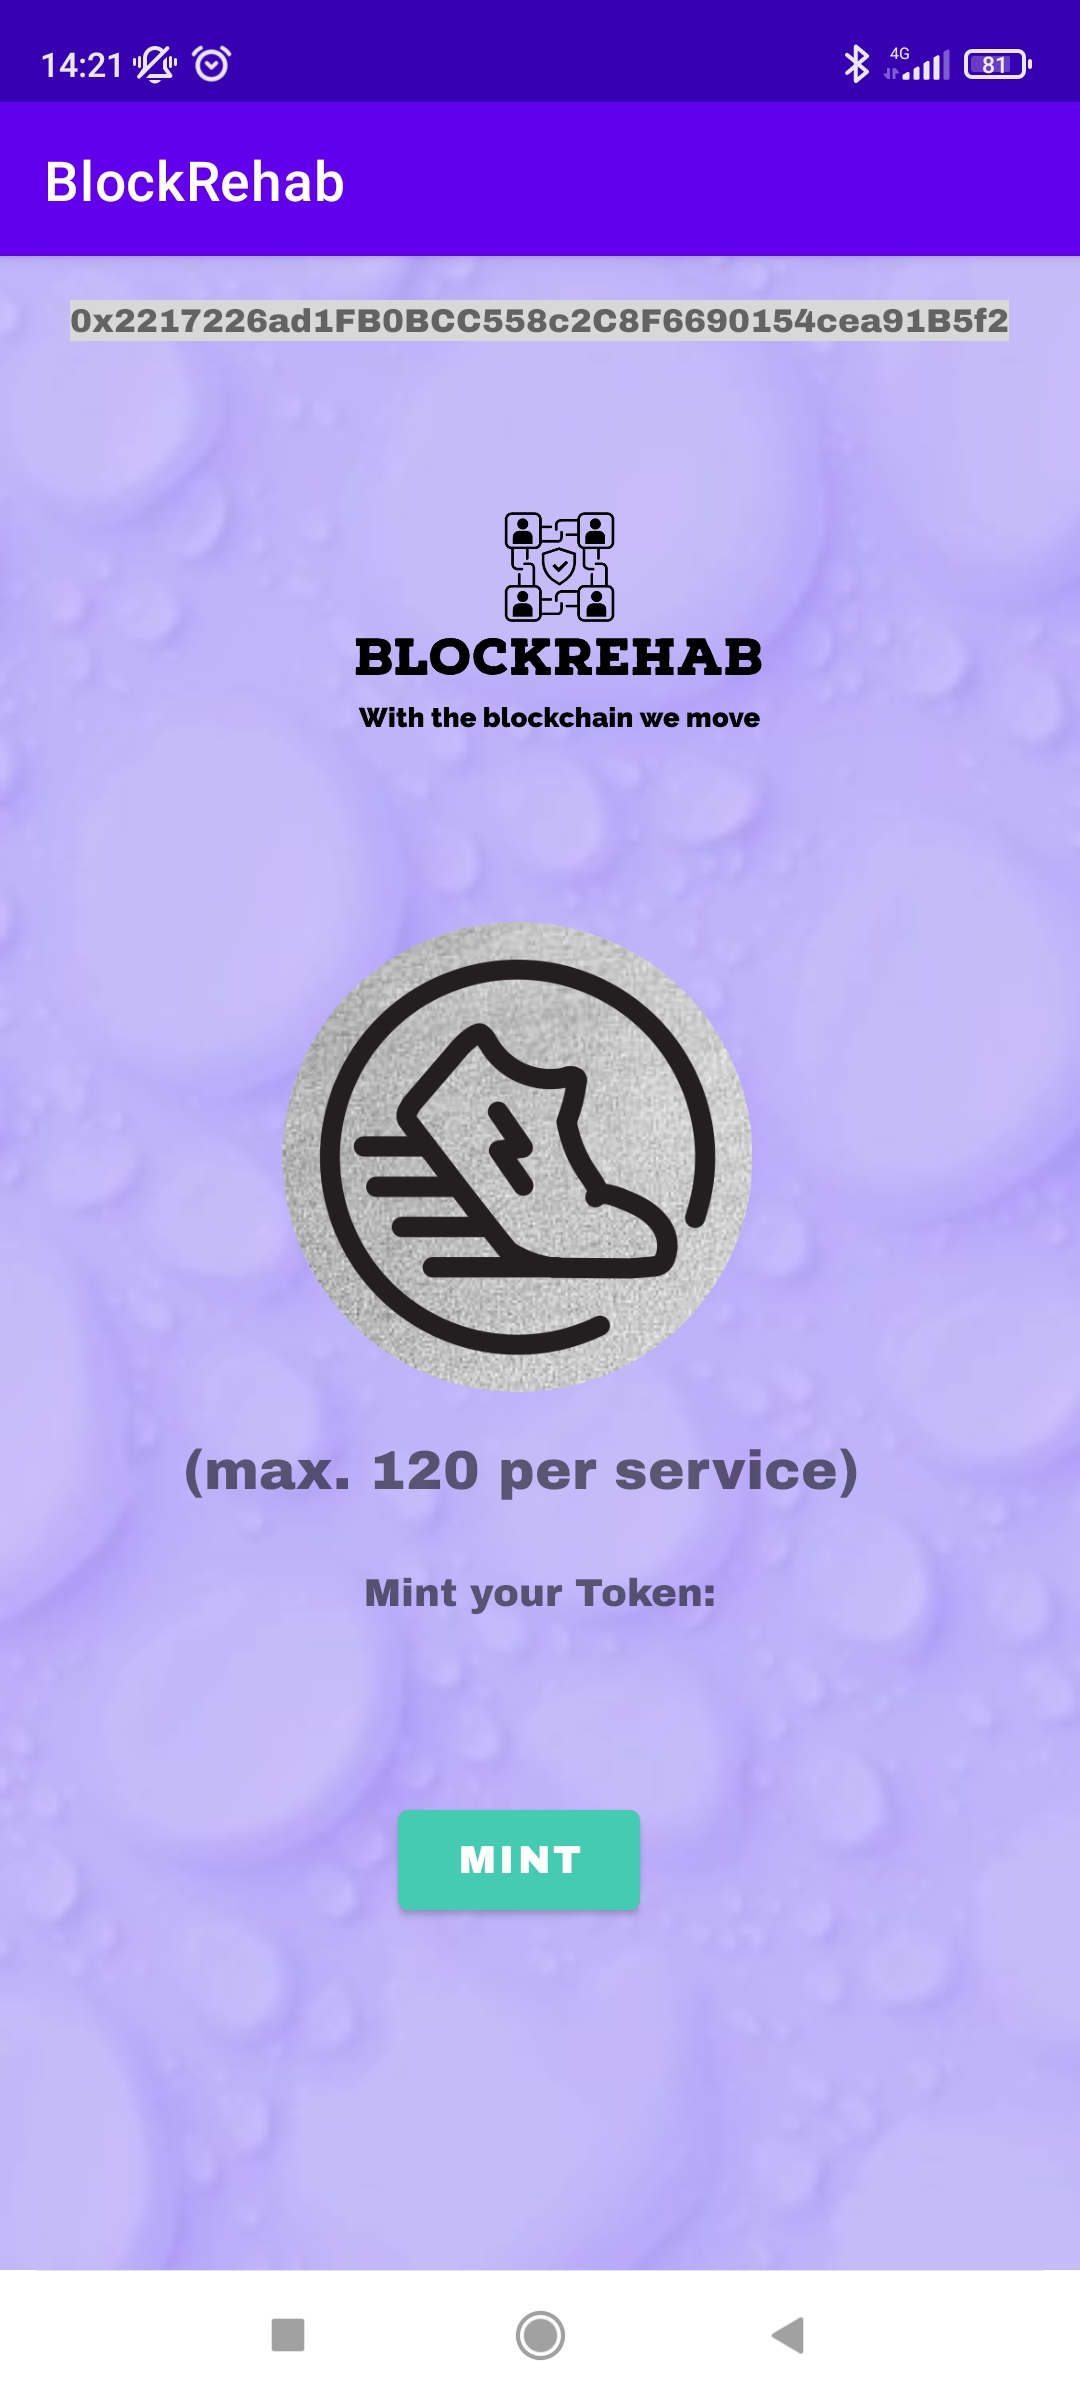 14:21
4G
81
BlockRehab
0x2217226ad1FB0BCC558c2C8F6690154cea91B5f2
BLOCKREHAB
With the blockchain we move
(max. 120 per service)
Mint your Token:
MINT